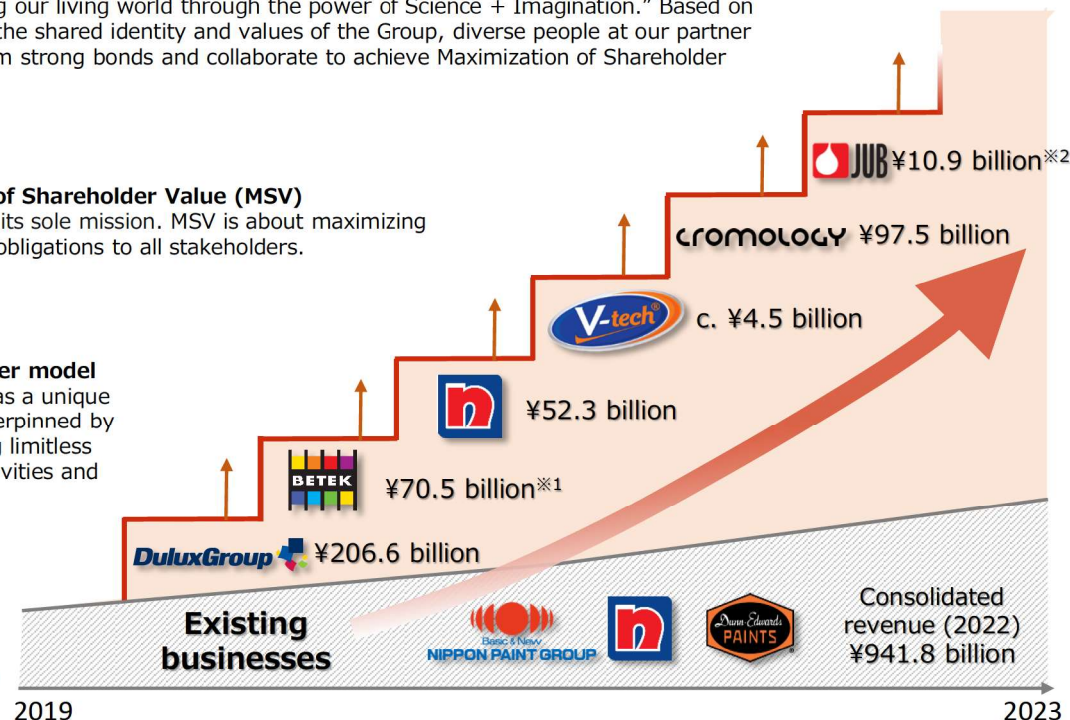 g our living world through the power of Science + Imagination.” Based on
the shared identity and values of the Group, diverse people at our partner
m strong bonds and collaborate to achieve Maximization of Shareholder
of Shareholder Value (MSV)
its sole mission. MSV is about maximizing
obligations to all stakeholders.
er model
as a unique
erpinned by
g limitless
vities and
JUB ¥10.9 billion※2
CROMOLOGY ¥97.5 billion
V-tech® c. ¥4.5 billion
n ¥52.3 billion
BETEK ¥70.5 billion※1
DuluxGroup ¥206.6 billion
Existing
businesses
Basic & New
NIPPON PAINT GROUP
n
Dunn-Edwards
PAINTS
Consolidated
revenue (2022)
¥941.8 billion
2019
2023